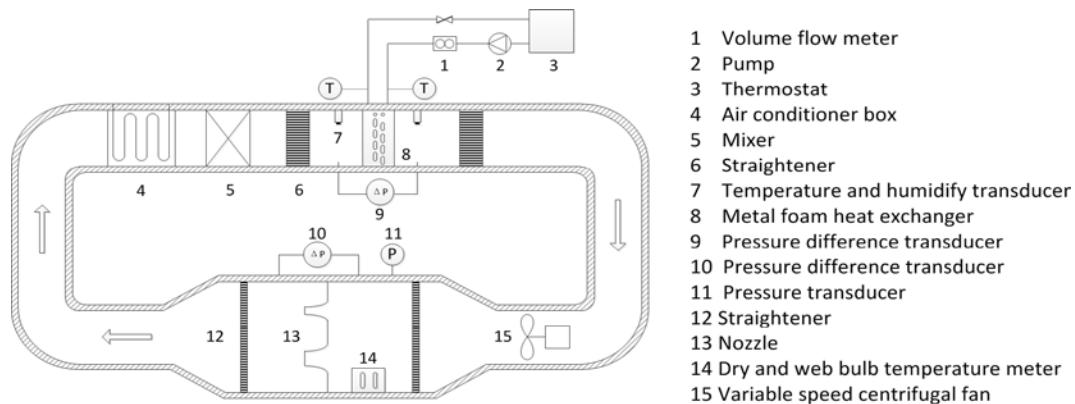 1 2 3
T T
7
8
4 5 6
Δ P
9
10 11
Δ P P
12 13 14 15
1 Volume flow meter
2 Pump
3 Thermostat
4 Air conditioner box
5 Mixer
6 Straightener
7 Temperature and humidify transducer
8 Metal foam heat exchanger
9 Pressure difference transducer
10 Pressure difference transducer
11 Pressure transducer
12 Straightener
13 Nozzle
14 Dry and web bulb temperature meter
15 Variable speed centrifugal fan